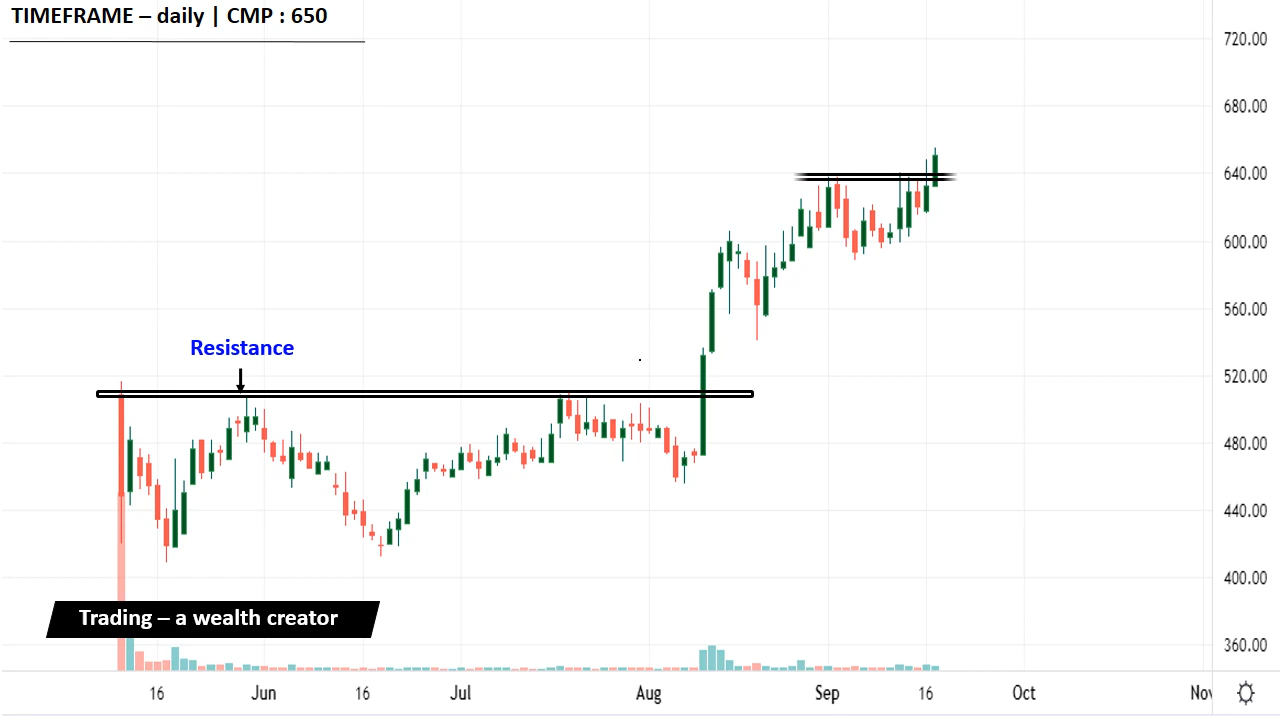 TIMEFRAME – daily | CMP : 650
720.00
680.00
640.00
600.00
560.00
Resistance
520.00
480.00
440.00
400.00
Trading – a wealth creator
360.00
16 Jun 16 Jul Aug Sep 16 Oct Nov